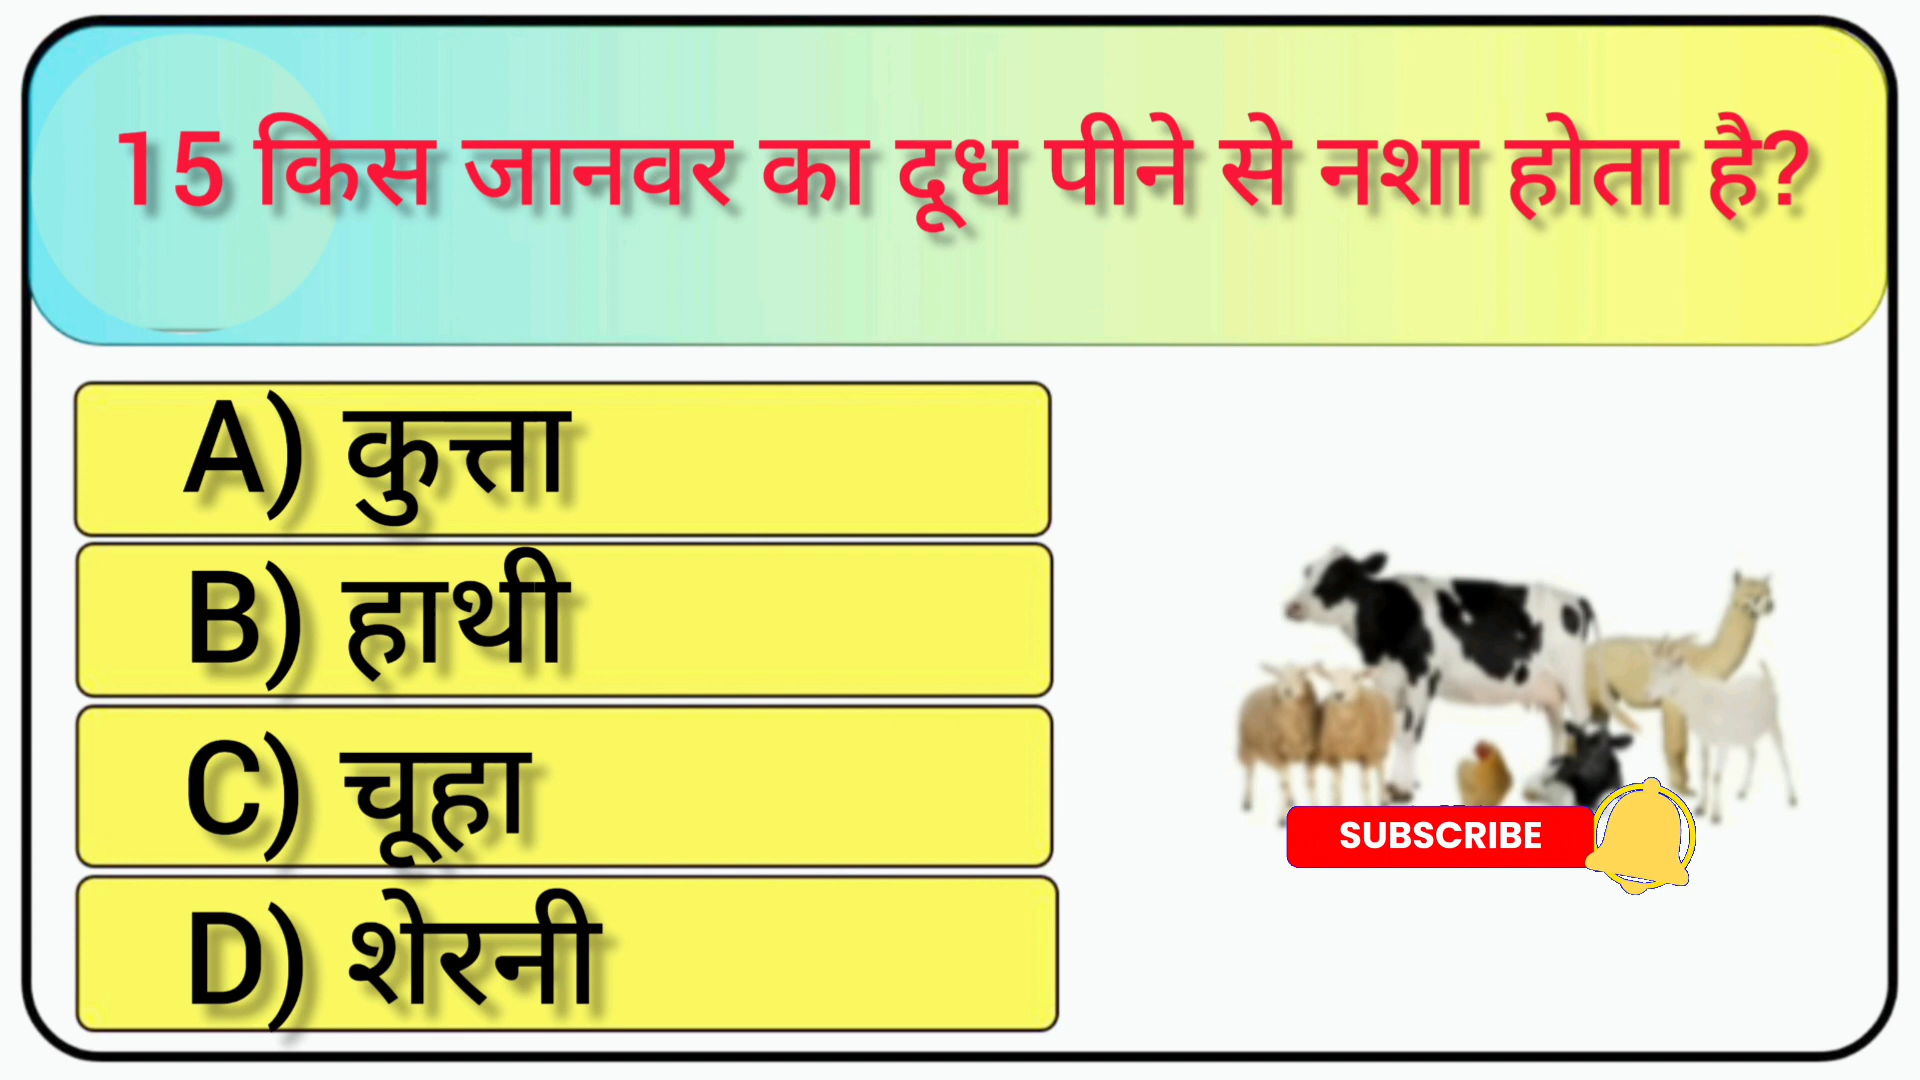 15 किस जानवर का दूध पीने से नशा होता है?
A) कुत्ता
B) हाथी
C) चूहा
D) शेरनी
SUBSCRIBE